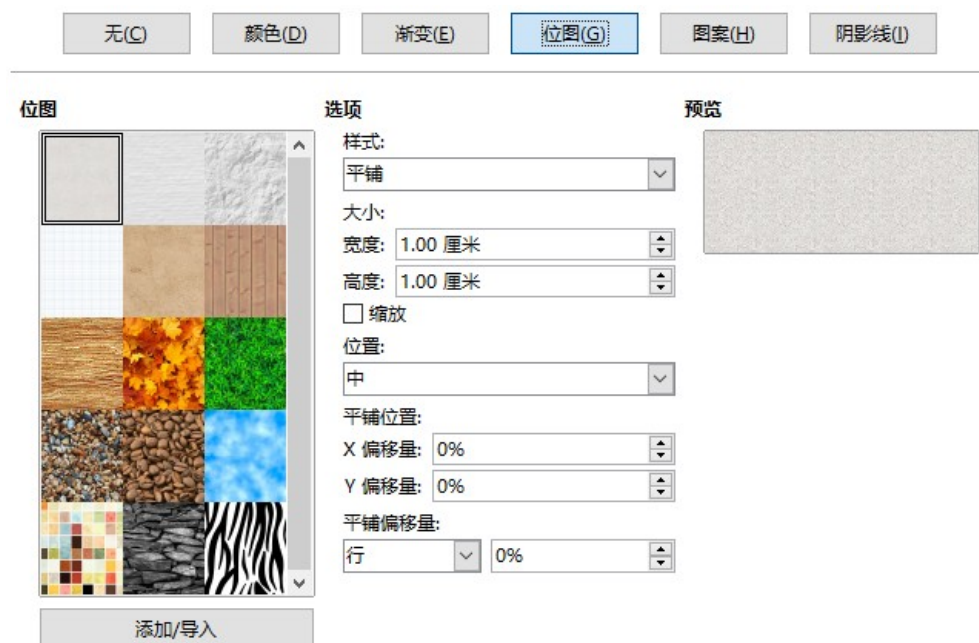 无(C) 颜色(D) 渐变(E) 位图(G) 图案(H) 阴影线(I)
位图 选项 预览
样式:
平铺
大小:
宽度: 1.00 厘米
高度: 1.00 厘米
缩放
位置:
中
平铺位置:
X 偏移量: 0%
Y 偏移量: 0%
平铺偏移量:
行 0%
添加/导入